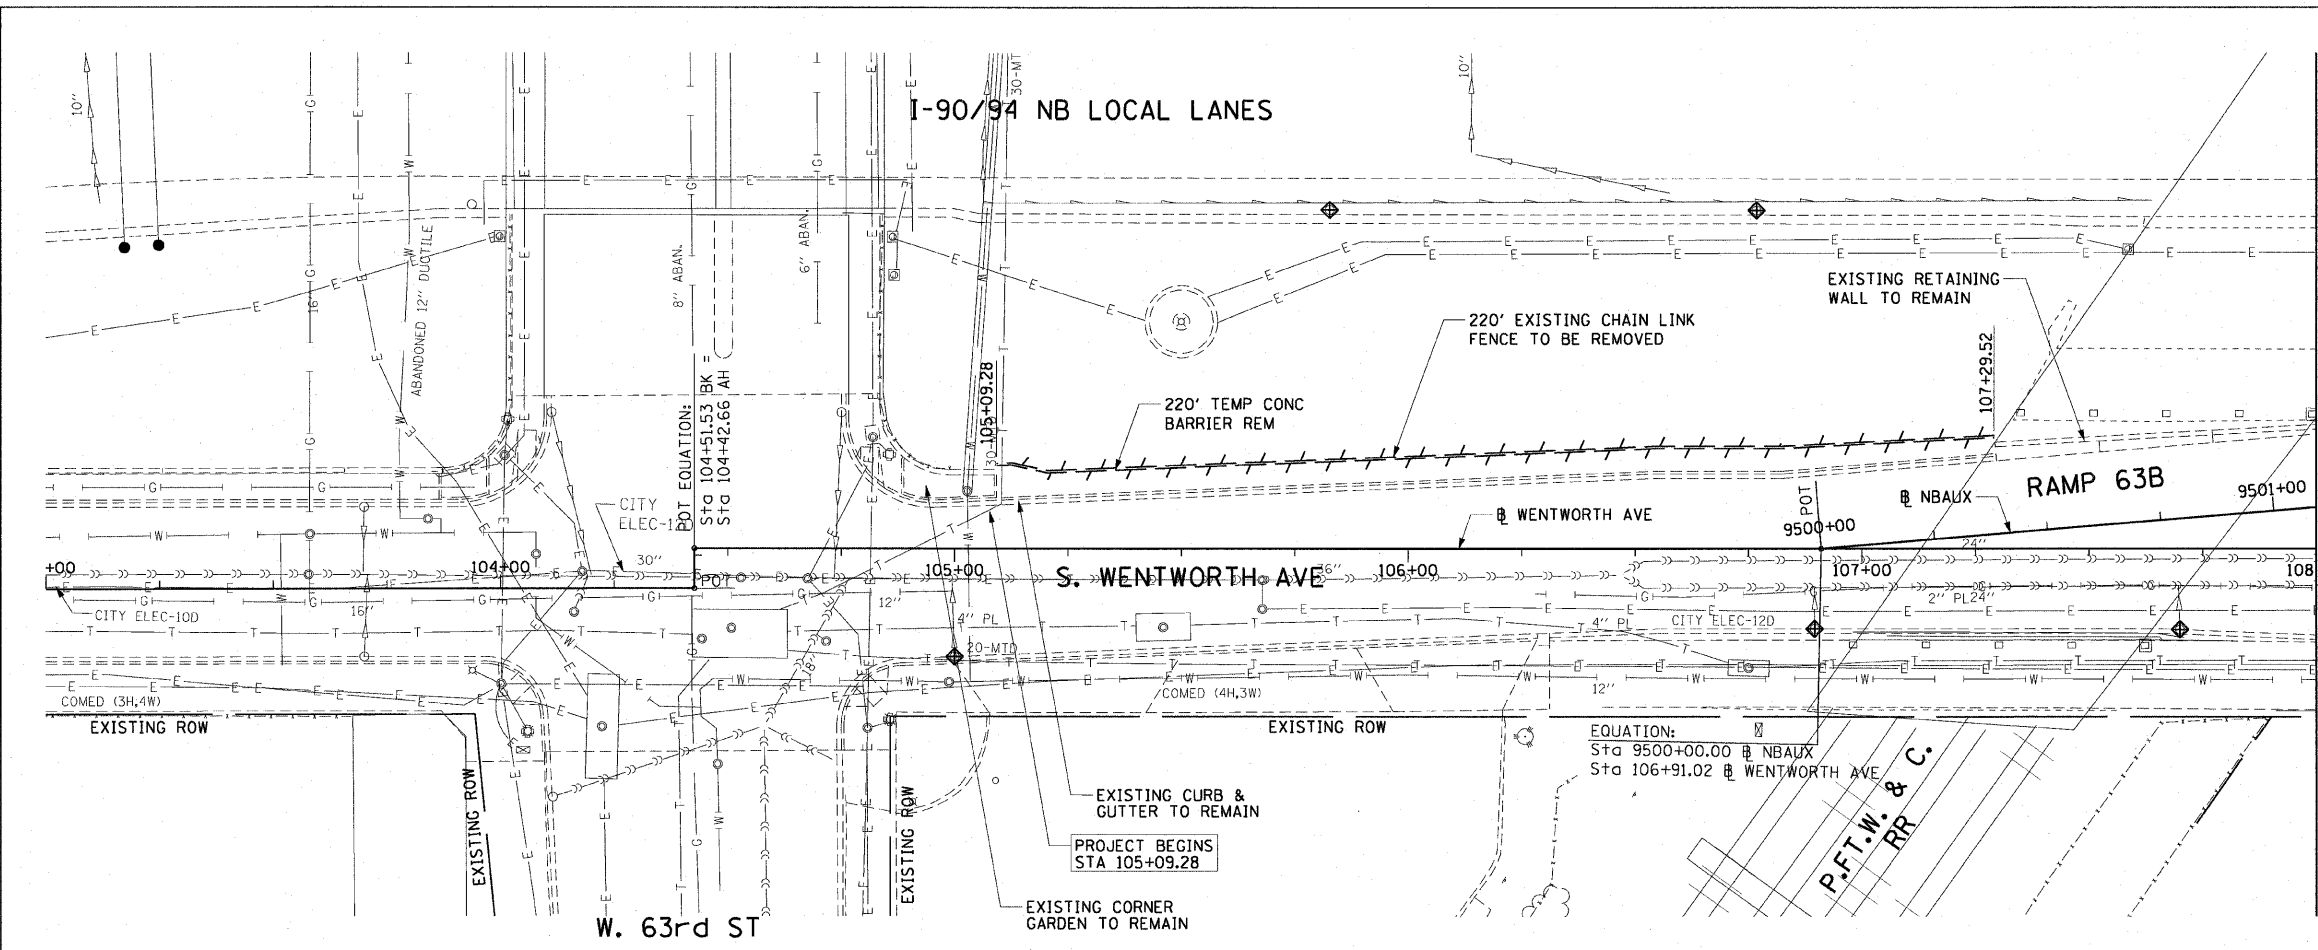 I-90/94 NB LOCAL LANES
10"
10"
30-MT
16"
ABANDONED 12" DUCTILE
8" ABAN.
6" ABAN.
POT EQUATION:
Sta 104+51.53 BK =
Sta 104+42.66 AH
105+09.28
EXISTING RETAINING
WALL TO REMAIN
220' EXISTING CHAIN LINK
FENCE TO BE REMOVED
107+29.52
220' TEMP CONC
BARRIER REM
RAMP 63B
NBAUX
9501+00
POT
9500+00
WENTWORTH AVE
CITY
ELEC-12D
30"
24"
+00
104+00
POT
105+00
S. WENTWORTH AVE
36"
106+00
107+00
108
CITY ELEC-10D
16"
12"
4" PL
4" PL
CITY ELEC-12D
2" PL24"
20-MTD
18"
12"
COMED (3H,4W)
COMED (4H,3W)
EXISTING ROW
EXISTING ROW
EXISTING ROW
EXISTING ROW
EQUATION:
Sta 9500+00.00 NBAUX
Sta 106+91.02 WENTWORTH AVE
EXISTING CURB &
GUTTER TO REMAIN
PROJECT BEGINS
STA 105+09.28
EXISTING CORNER
GARDEN TO REMAIN
P.FT.W. & C.
RR
W. 63rd ST